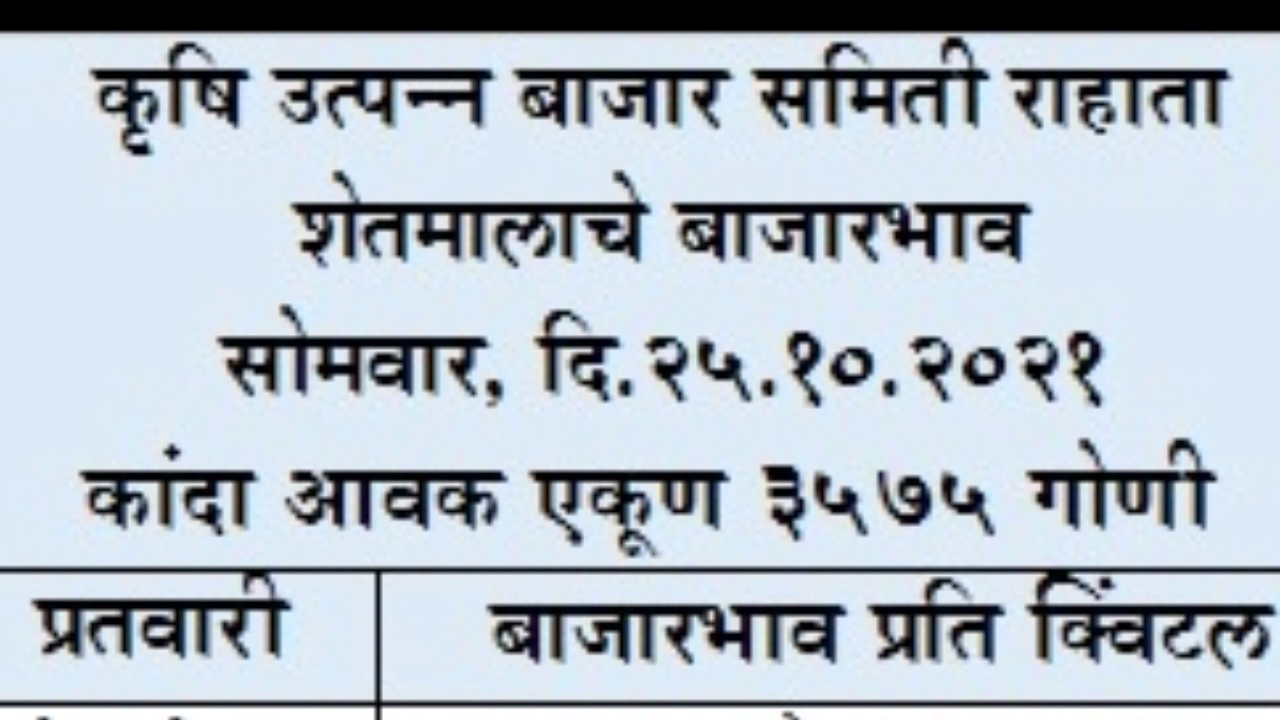 कृषि उत्पन्न बाजार समिती राहाता
शेतमालाचे बाजारभाव
सोमवार, दि.२५.१०.२०२१
कांदा आवक एकूण ३५७५ गोणी
प्रतवारी बाजारभाव प्रति क्विंटल